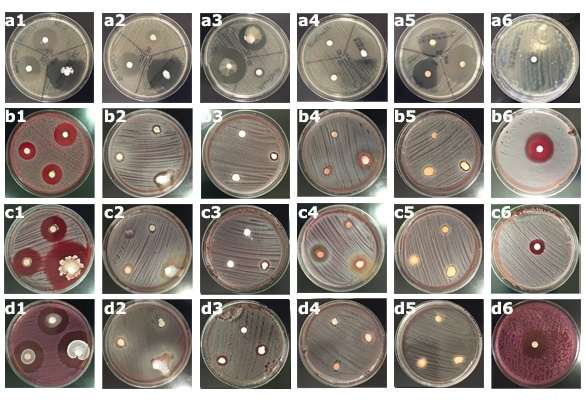 a1 a2 a3 a4 a5 a6
b1 b2 b3 b4 b5 b6
c1 c2 c3 c4 c5 c6
d1 d2 d3 d4 d5 d6